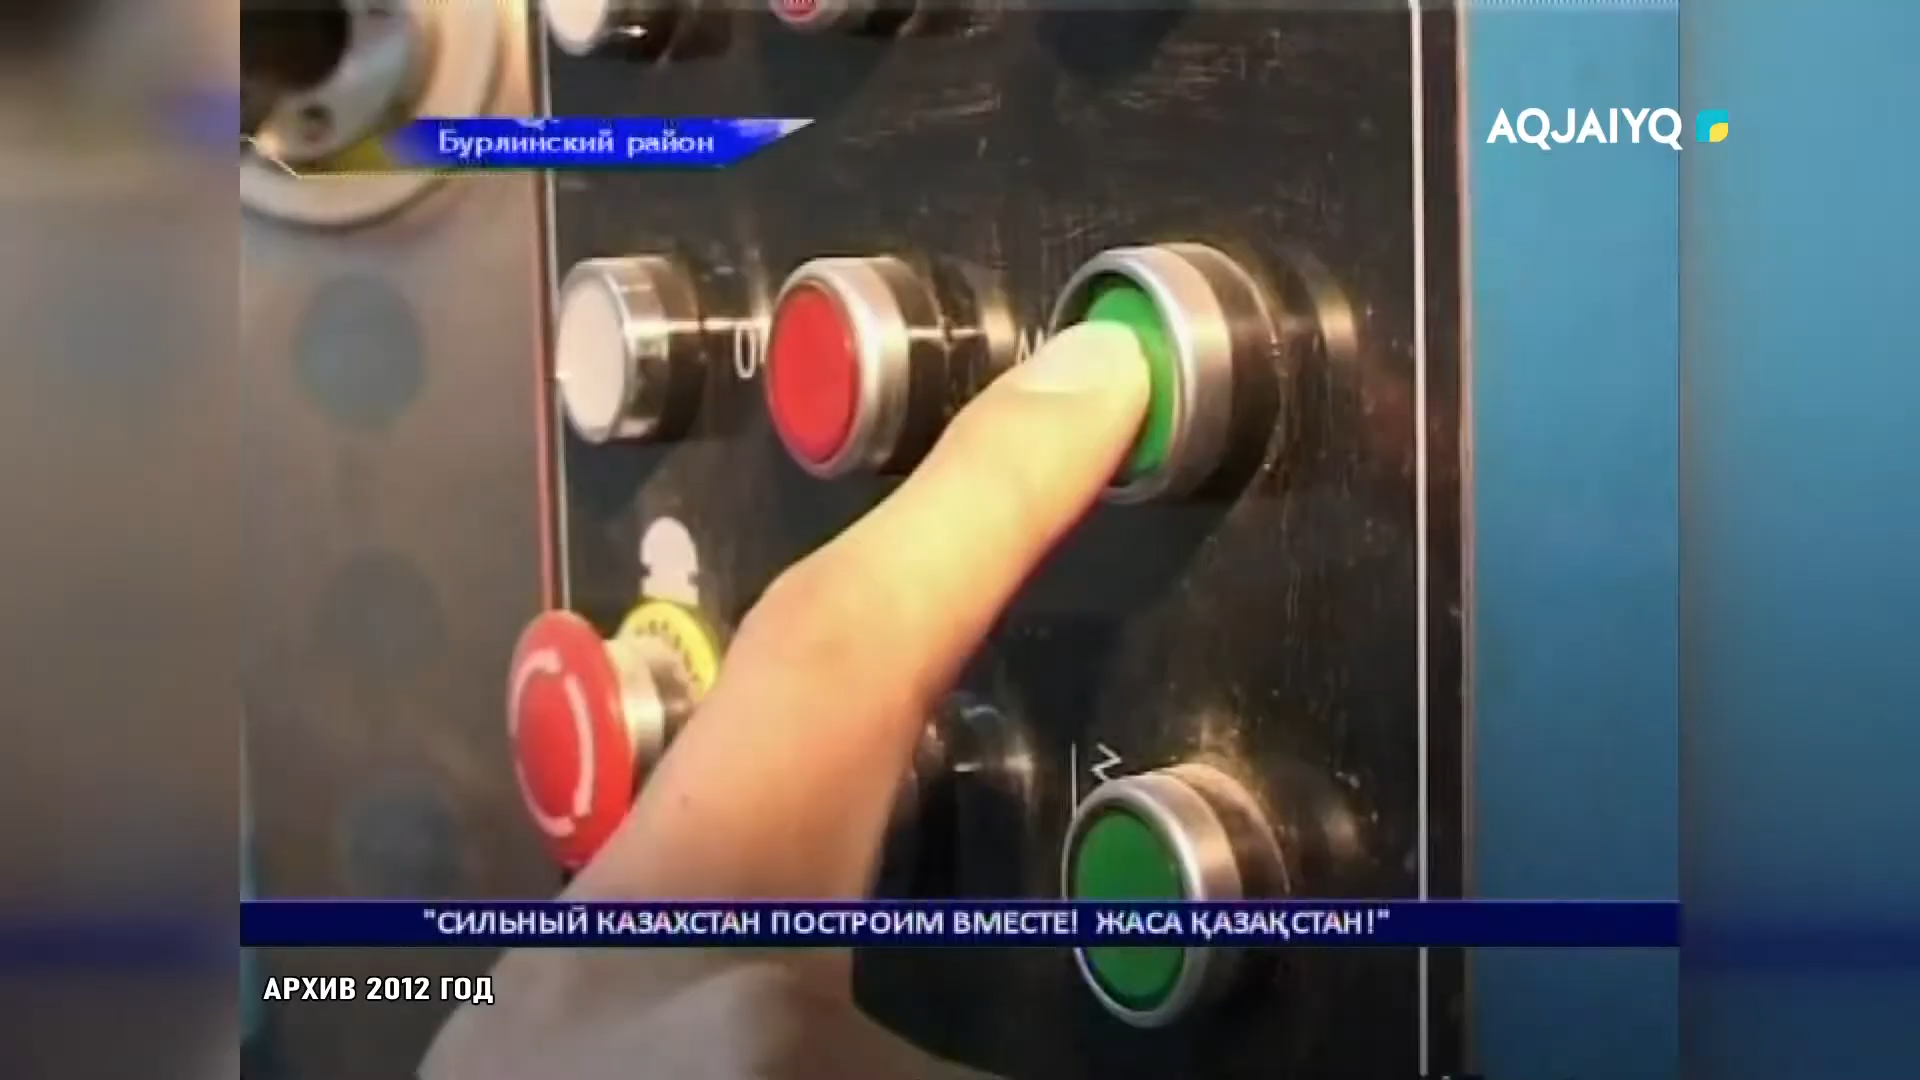 Бурлинский район
AQJAIYQ
"СИЛЬНЫЙ КАЗАХСТАН ПОСТРОИМ ВМЕСТЕ! ЖАСА ҚАЗАҚСТАН!"
АРХИВ 2012 ГОД